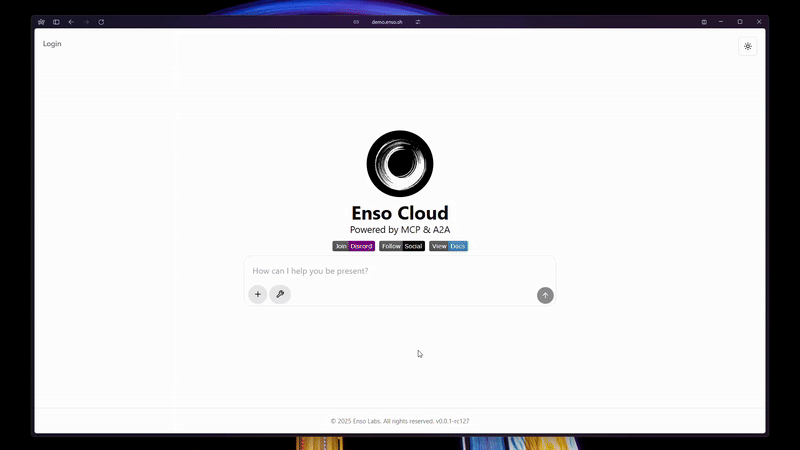 demo.enso.sh
Login
Enso Cloud
Powered by MCP & A2A
Join Discord Follow Social View Docs
How can I help you be present?
© 2025 Enso Labs. All rights reserved. v0.0.1-rc127